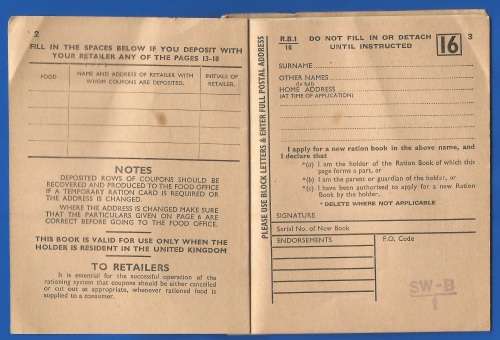 2
FILL IN THE SPACES BELOW IF YOU DEPOSIT WITH
YOUR RETAILER ANY OF THE PAGES 13-18
FOOD
NAME AND ADDRESS OF RETAILER WITH
WHOM COUPONS ARE DEPOSITED.
INITIALS OF
RETAILER.
NOTES
DEPOSITED ROWS OF COUPONS SHOULD BE
RECOVERED AND PRODUCED TO THE FOOD OFFICE
IF A TEMPORARY RATION CARD IS REQUIRED OR
THE ADDRESS IS CHANGED
WHERE THE ADDRESS IS CHANGED MAKE SURE
THAT THE PARTICULARS GIVEN ON PAGE 6 ARE
CORRECT BEFORE GOING TO THE FOOD OFFICE.
THIS BOOK IS VALID FOR USE ONLY WHEN THE
HOLDER IS RESIDENT IN THE UNITED KINGDOM
TO RETAILERS
It is essential for the successful operation of the
rationing system that coupons should be either cancelled
or cut out as appropriate, whenever rationed food is
supplied to a consumer.
PLEASE USE BLOCK LETTERS & ENTER FULL POSTAL ADDRESS
R.B.1
16
DO NOT FILL IN OR DETACH
UNTIL INSTRUCTED
16
3
SURNAME
OTHER NAMES
(in full)
HOME ADDRESS
(AT TIME OF APPLICATION)
I apply for a new ration book in the above name, and
I declare that
*(a) I am the holder of the Ration Book of which this
page forms a part, or
*(b) I am the parent or guardian of the holder, or
*(c) I have been authorised to apply for a new Ration
Book by the holder.
* DELETE WHERE NOT APPLICABLE
SIGNATURE
Serial No. of New Book
ENDORSEMENTS
F.O. Code
SW-B
1